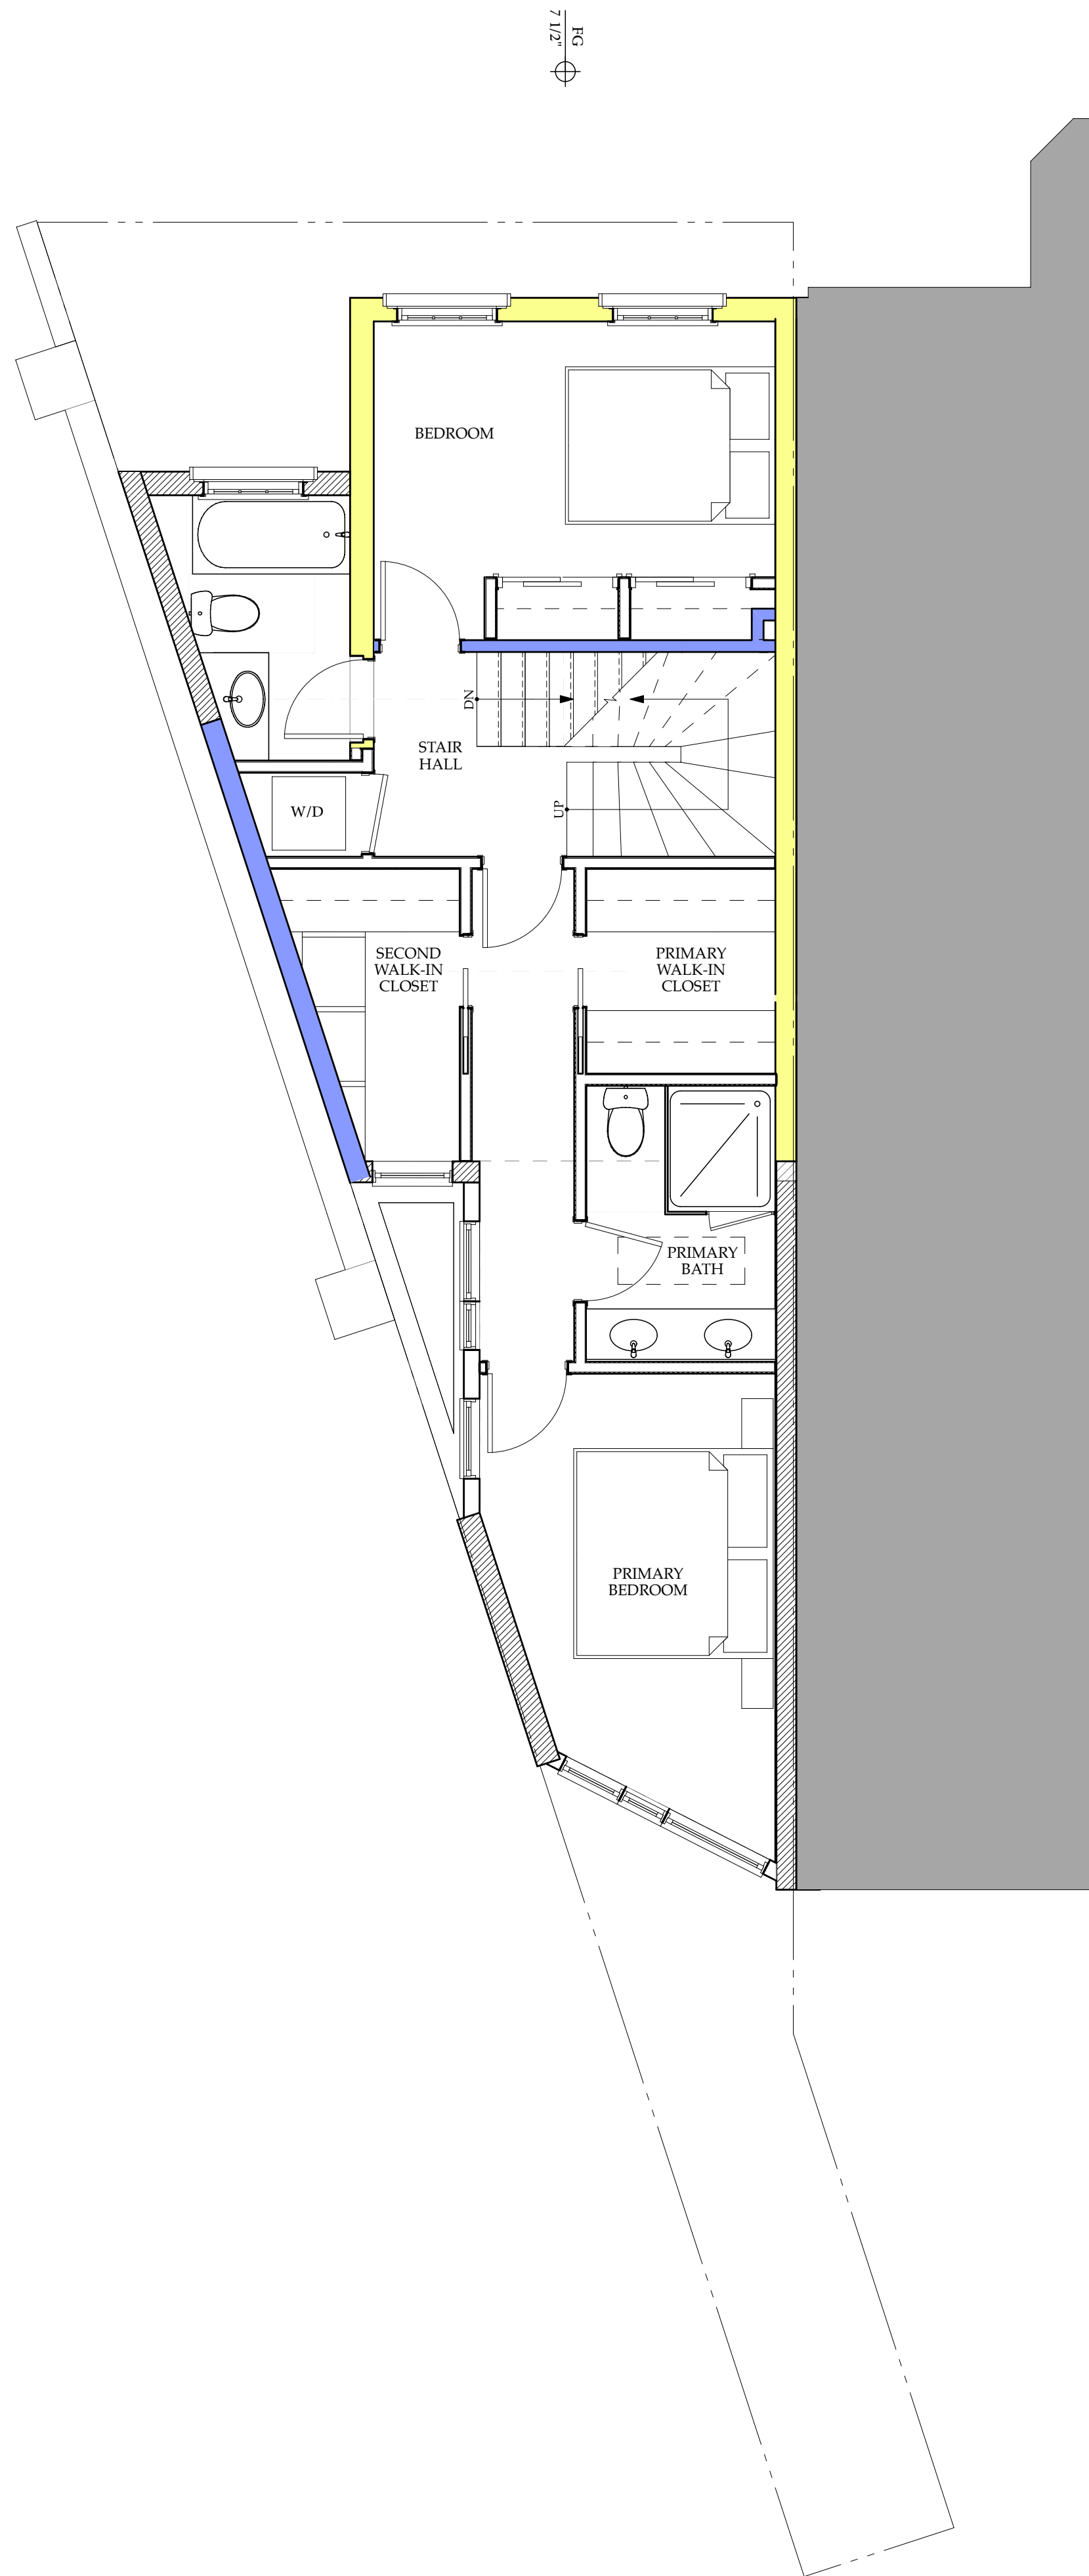 FG
7 1/2"
BEDROOM
DN
STAIR
HALL
UP
W/D
SECOND
WALK-IN
CLOSET
PRIMARY
WALK-IN
CLOSET
PRIMARY
BATH
PRIMARY
BEDROOM